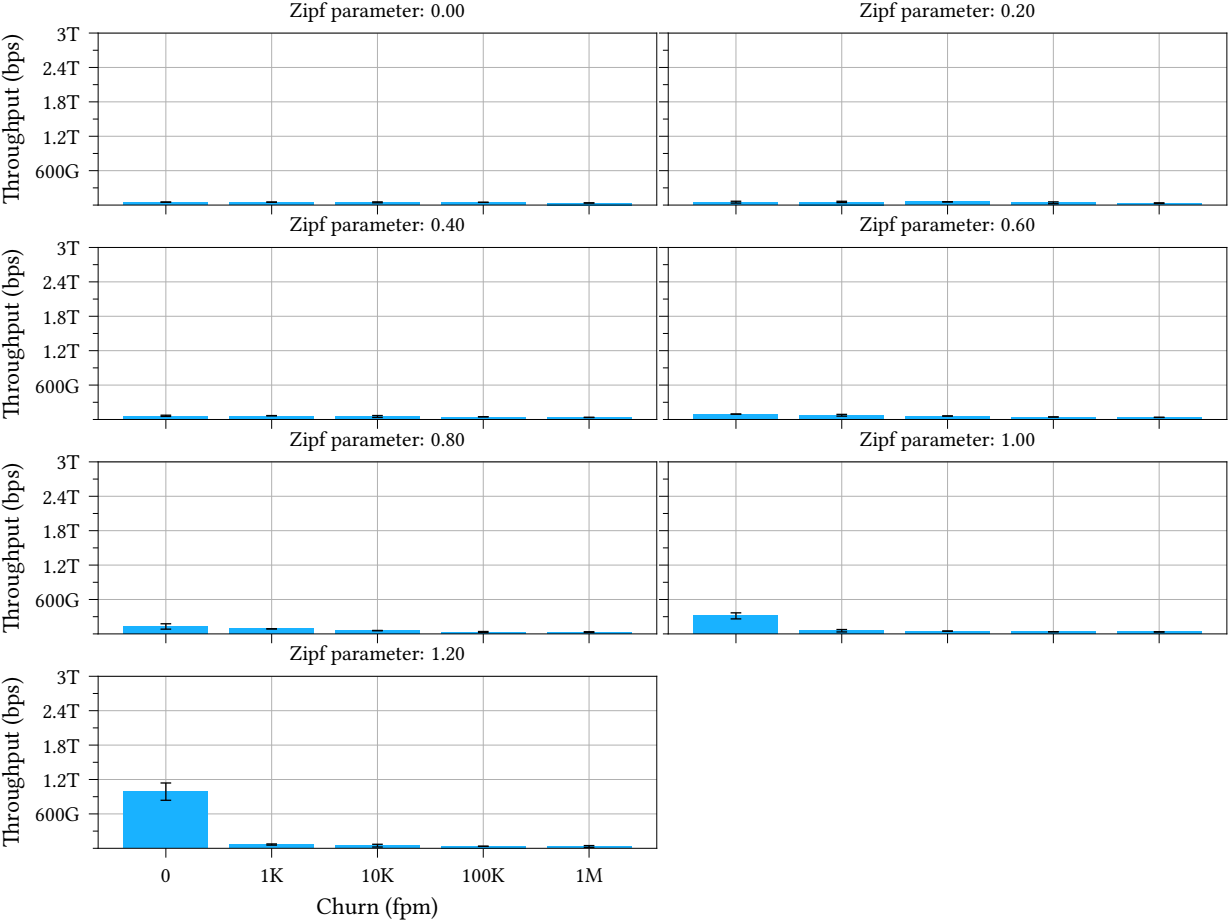 Zipf parameter: 0.00
Zipf parameter: 0.20
Throughput (bps)
3T
2.4T
1.8T
1.2T
600G
Zipf parameter: 0.40
Zipf parameter: 0.60
Throughput (bps)
3T
2.4T
1.8T
1.2T
600G
Zipf parameter: 0.80
Zipf parameter: 1.00
Throughput (bps)
3T
2.4T
1.8T
1.2T
600G
Zipf parameter: 1.20
Throughput (bps)
3T
2.4T
1.8T
1.2T
600G
0 1K 10K 100K 1M
Churn (fpm)